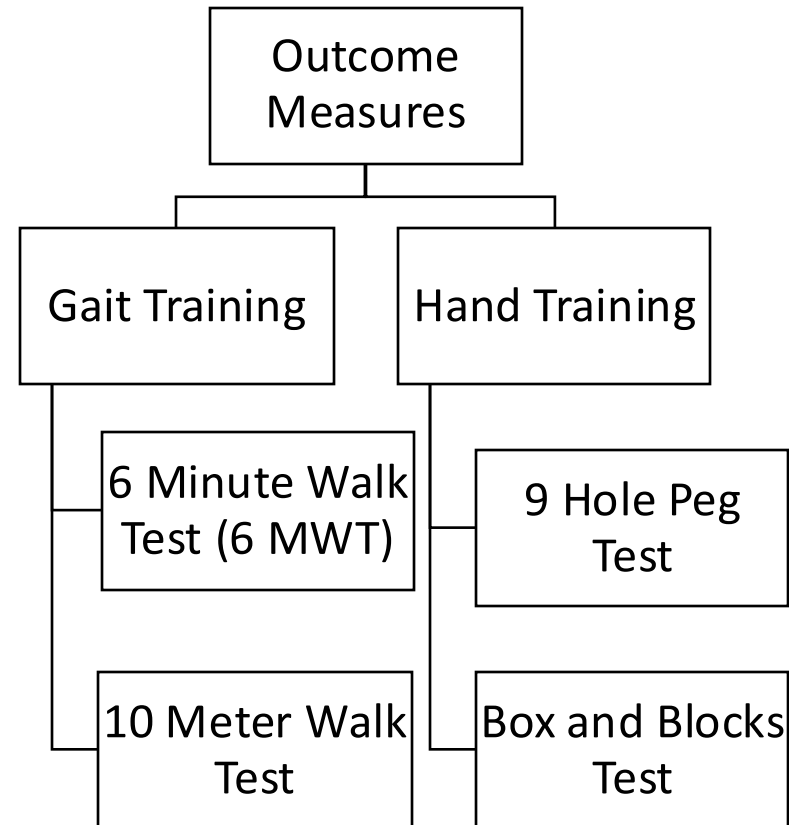 Outcome
Measures
Gait Training
Hand Training
6 Minute Walk
Test (6 MWT)
9 Hole Peg
Test
10 Meter Walk
Test
Box and Blocks
Test